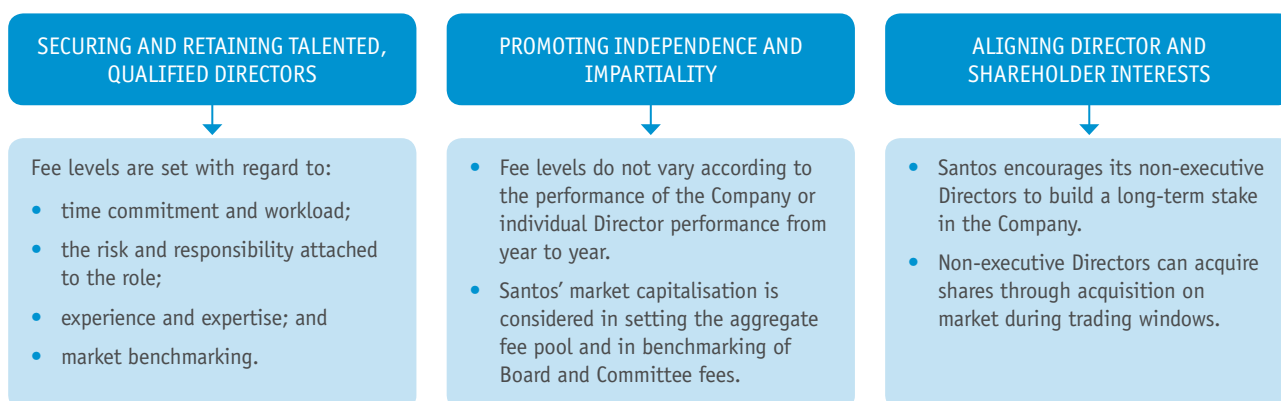 SECURING AND RETAINING TALENTED,
QUALIFIED DIRECTORS
Fee levels are set with regard to:
• time commitment and workload;
• the risk and responsibility attached
to the role;
• experience and expertise; and
• market benchmarking.
PROMOTING INDEPENDENCE AND
IMPARTIALITY
• Fee levels do not vary according to
the performance of the Company or
individual Director performance from
year to year.
• Santos’ market capitalisation is
considered in setting the aggregate
fee pool and in benchmarking of
Board and Committee fees.
ALIGNING DIRECTOR AND
SHAREHOLDER INTERESTS
• Santos encourages its non-executive
Directors to build a long-term stake
in the Company.
• Non-executive Directors can acquire
shares through acquisition on
market during trading windows.